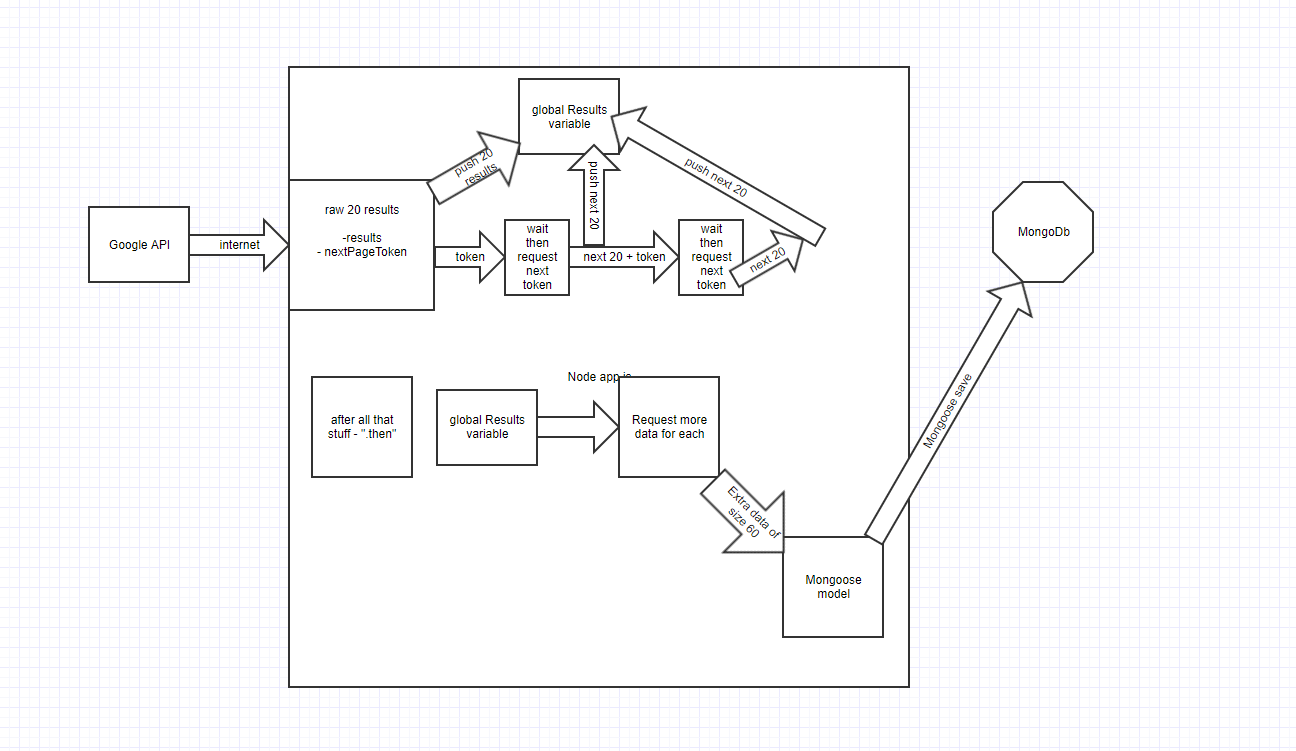 global Results
variable
push 20
results
push next 20
push next 20
Google API
internet
raw 20 results
-results
- nextPageToken
token
wait
then
request
next
token
next 20 + token
wait
then
request
next
token
next 20
MongoDb
Node app
after all that
stuff - ".then"
global Results
variable
Request more
data for each
Extra data of
size 60
Mongoose save
Mongoose
model